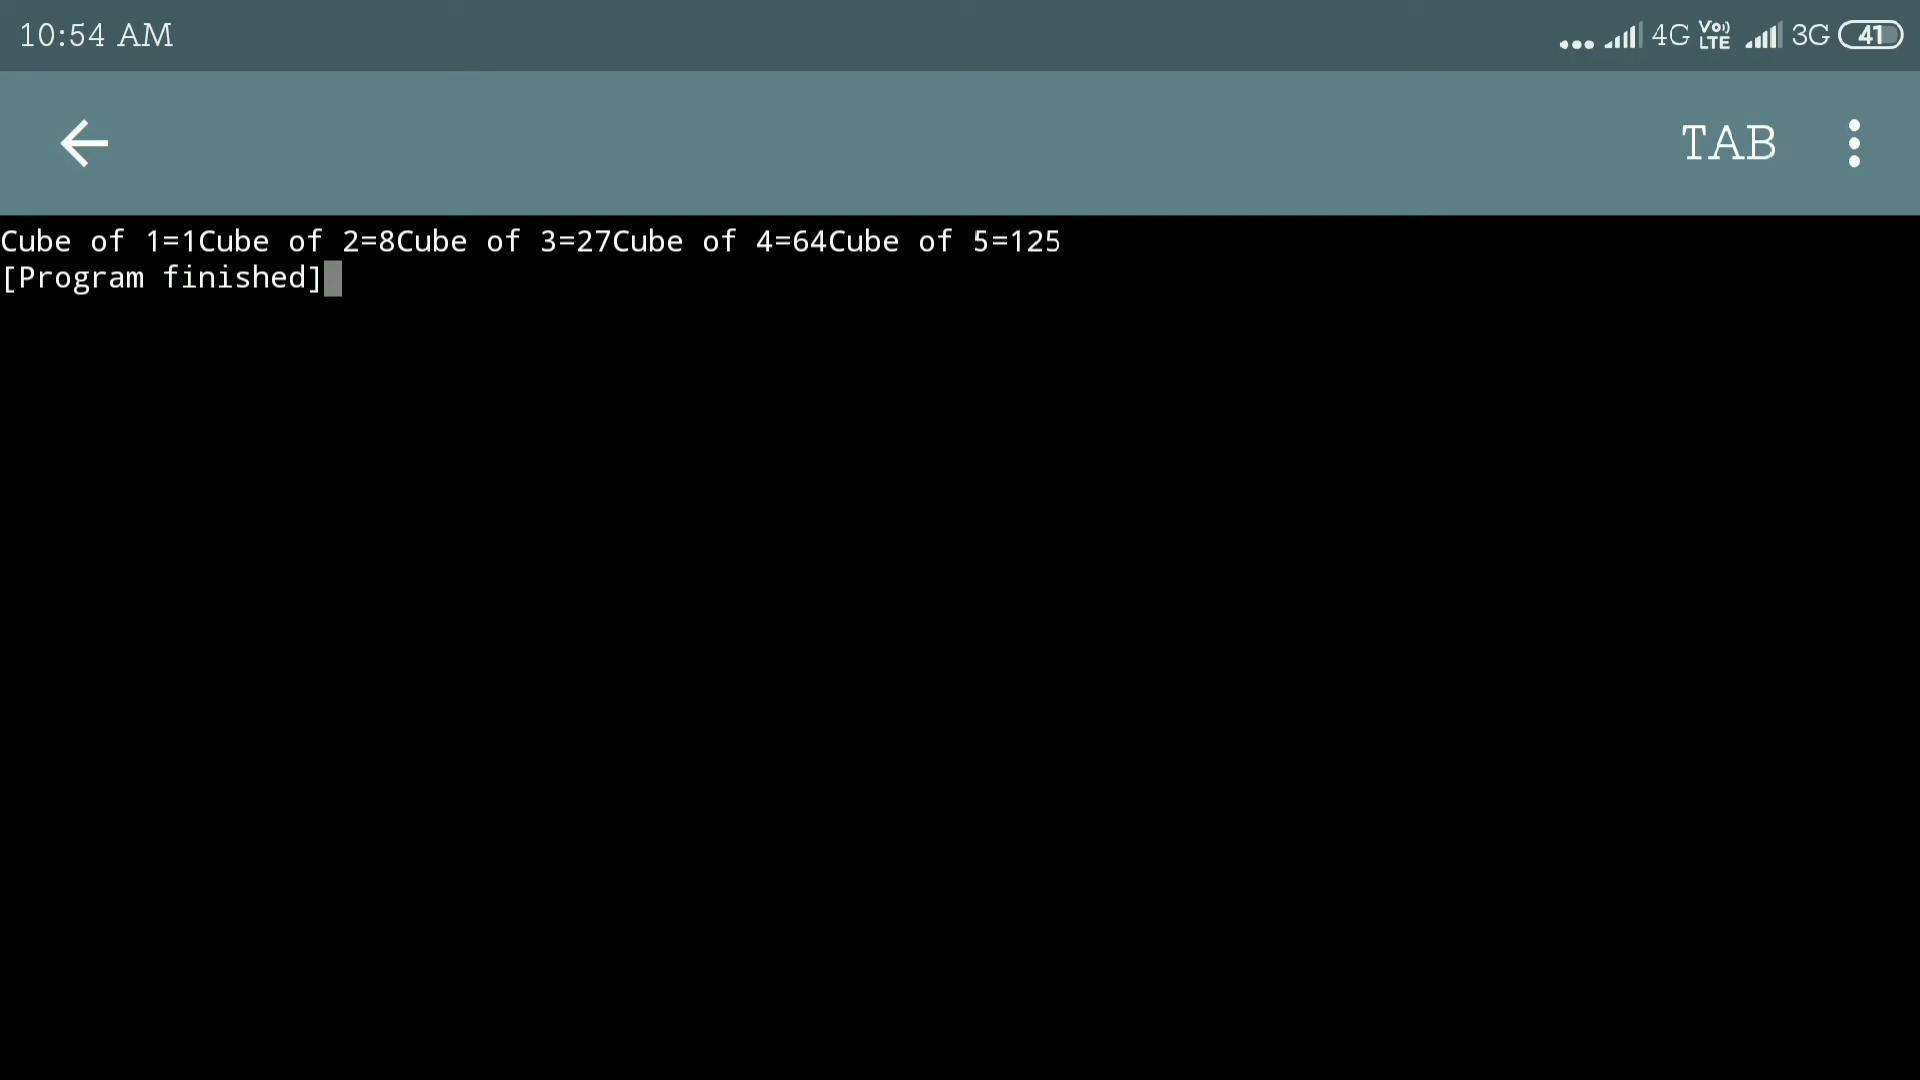 10:54 AM
4G Vo)) LTE 3G 41
TAB
Cube of 1=1Cube of 2=8Cube of 3=27Cube of 4=64Cube of 5=125
[Program finished]